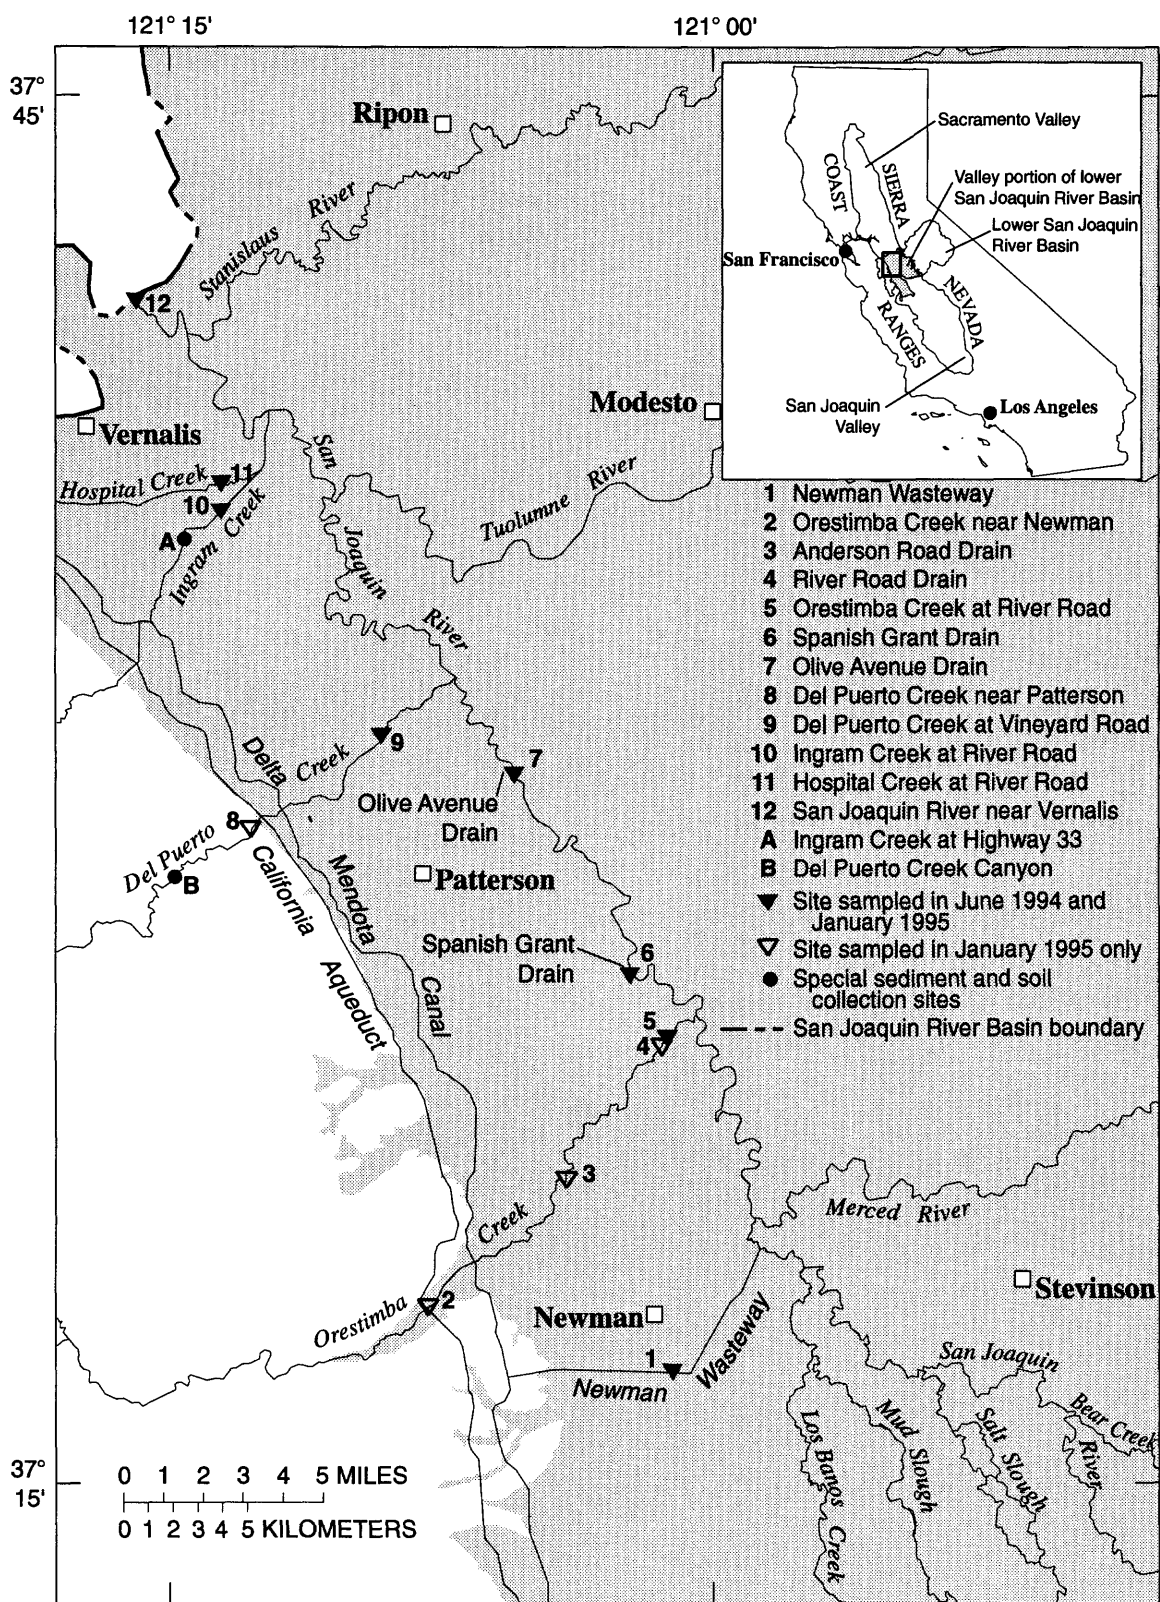 121° 15'
121° 00'
37°
45'
Ripon
Stanislaus River
12
Vernalis
Modesto
Hospital Creek
11
10
A
Ingram Creek
San Joaquin River
Tuolumne River
Sacramento Valley
COAST
RANGES
SIERRA
NEVADA
Valley portion of lower
San Joaquin River Basin
Lower San Joaquin
River Basin
San Francisco
San Joaquin
Valley
Los Angeles
1 Newman Wasteway
2 Orestimba Creek near Newman
3 Anderson Road Drain
4 River Road Drain
5 Orestimba Creek at River Road
6 Spanish Grant Drain
7 Olive Avenue Drain
8 Del Puerto Creek near Patterson
9 Del Puerto Creek at Vineyard Road
10 Ingram Creek at River Road
11 Hospital Creek at River Road
12 San Joaquin River near Vernalis
A Ingram Creek at Highway 33
B Del Puerto Creek Canyon
Site sampled in June 1994 and
January 1995
Site sampled in January 1995 only
Special sediment and soil
collection sites
San Joaquin River Basin boundary
9
7
Olive Avenue
Drain
Delta
Mendota
Canal
Creek
8
Del Puerto
B
California
Aqueduct
Patterson
Spanish Grant
Drain
6
5
4
3
Creek
Orestimba
2
Merced River
Stevinson
Newman
1
Newman
Wasteway
San Joaquin
River
Bear Creek
Salt Slough
Mud Slough
Los Banos Creek
37°
15'
0 1 2 3 4 5 MILES
0 1 2 3 4 5 KILOMETERS